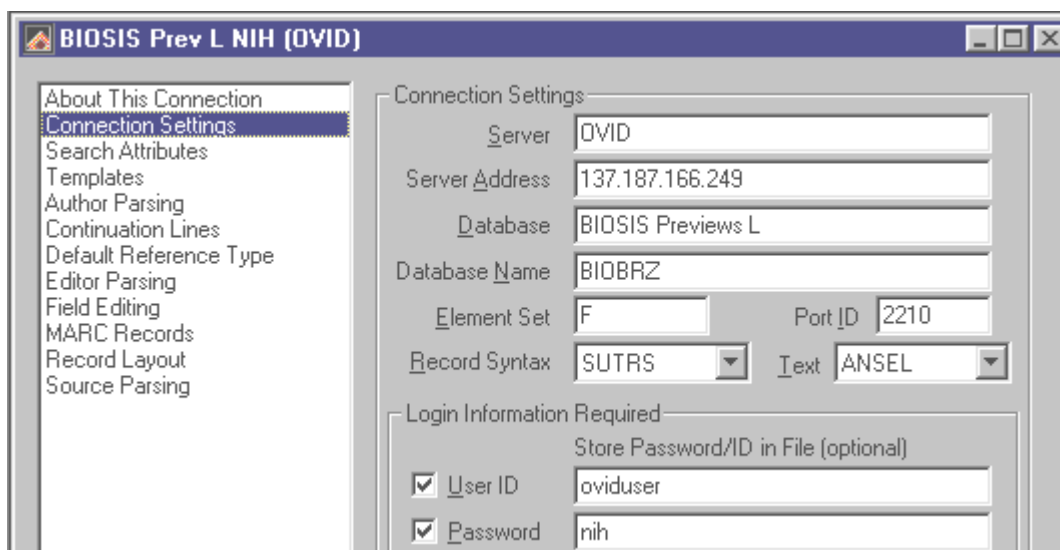 BIOSIS Prev L NIH (OVID)
About This Connection
Connection Settings
Search Attributes
Templates
Author Parsing
Continuation Lines
Default Reference Type
Editor Parsing
Field Editing
MARC Records
Record Layout
Source Parsing
Connection Settings
Server OVID
Server Address 137.187.166.249
Database BIOSIS Previews L
Database Name BIOBRZ
Element Set F Port ID 2210
Record Syntax SUTRS Text ANSEL
Login Information Required
Store Password/ID in File (optional)
User ID oviduser
Password nih